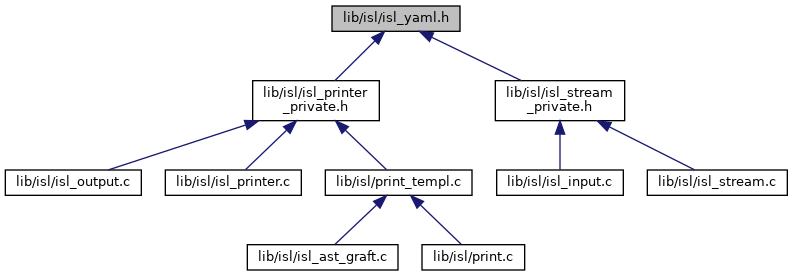 lib/isl/isl_yaml.h
lib/isl/isl_printer
_private.h
lib/isl/isl_stream
_private.h
lib/isl/isl_output.c
lib/isl/isl_printer.c
lib/isl/print_templ.c
lib/isl/isl_input.c
lib/isl/isl_stream.c
lib/isl/isl_ast_graft.c
lib/isl/print.c